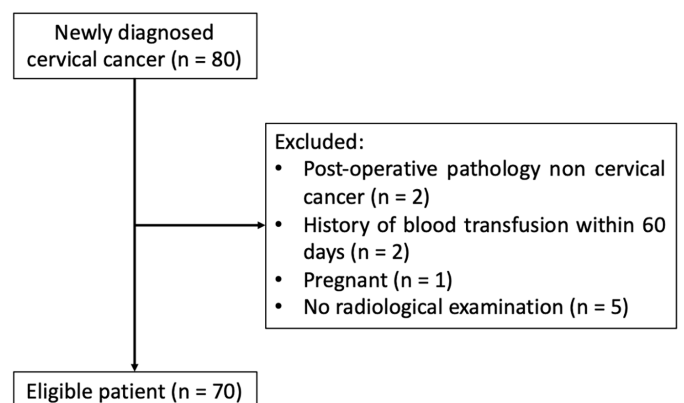 Newly diagnosed
cervical cancer (n = 80)
Excluded:
• Post-operative pathology non cervical
cancer (n = 2)
• History of blood transfusion within 60
days (n = 2)
• Pregnant (n = 1)
• No radiological examination (n = 5)
Eligible patient (n = 70)